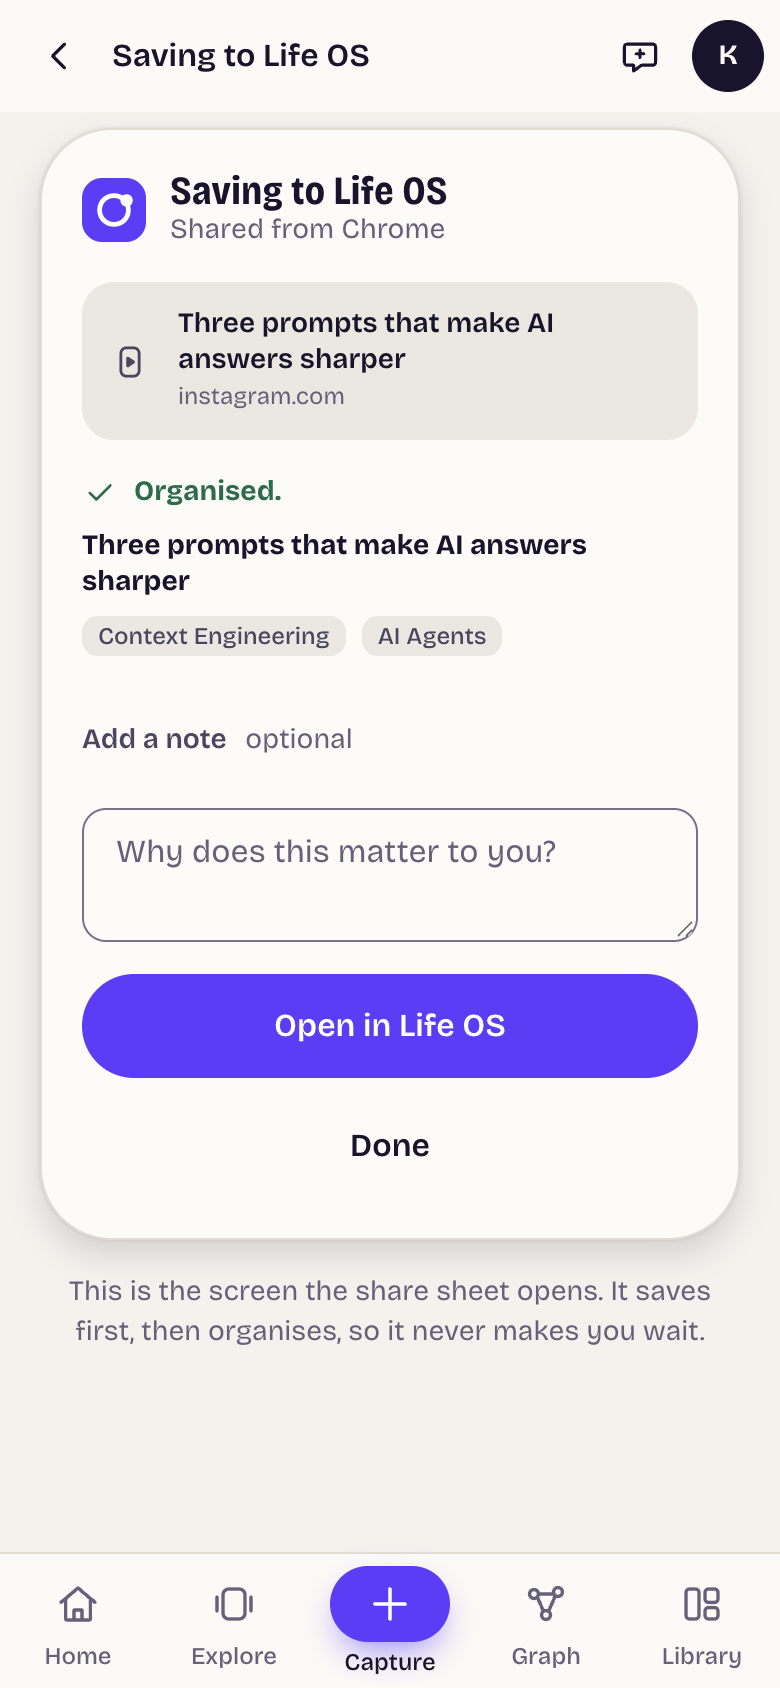 Saving to Life OS
K
Saving to Life OS
Shared from Chrome
Three prompts that make AI
answers sharper
instagram.com
Organised.
Three prompts that make AI answers
sharper
Context Engineering
AI Agents
Add a note optional
Why does this matter to you?
Open in Life OS
Done
This is the screen the share sheet opens. It saves
first, then organises, so it never makes you wait.
Home
Explore
Capture
Graph
Library